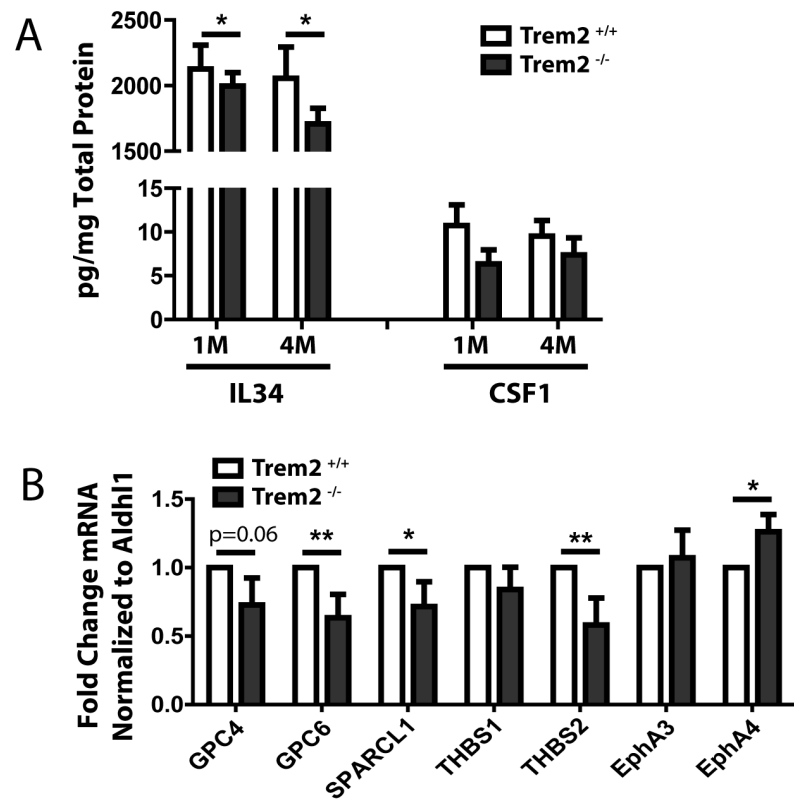 A
pg/mg Total Protein
2500
2000
1500
15
10
5
0
* *
Trem2 +/+
Trem2 -/-
1M 4M 1M 4M
IL34 CSF1
B
Fold Change mRNA
Normalized to Aldhl1
Trem2 +/+
Trem2 -/-
1.5
1.0
0.5
0.0
p=0.06 ** * ** *
GPC4 GPC6 SPARCL1 THBS1 THBS2 EphA3 EphA4